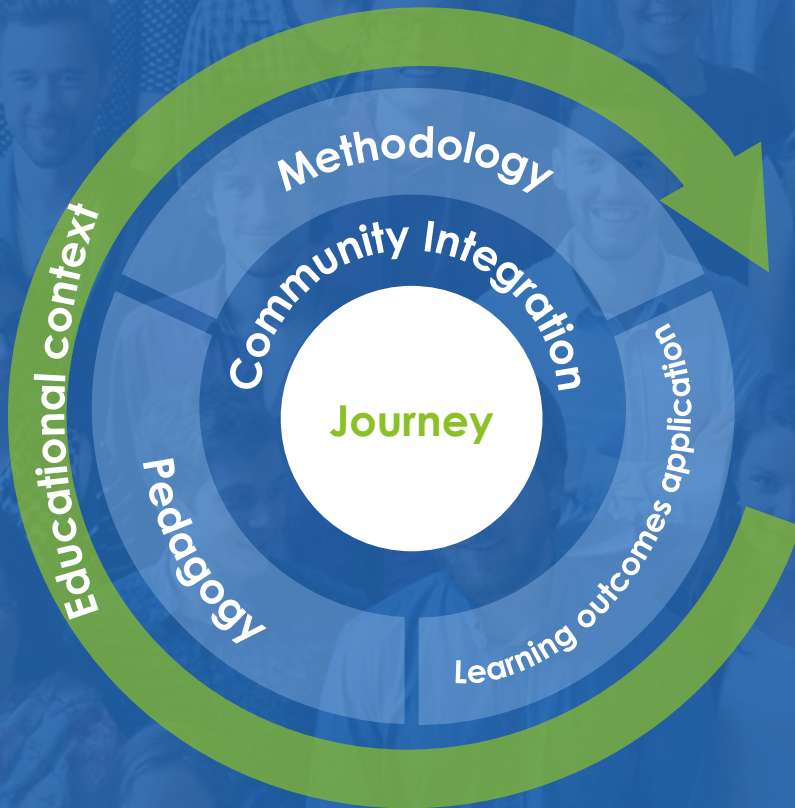 Educational context
Methodology
Community Integration
Journey
Pedagogy
Learning outcomes application